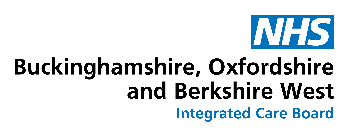 NHS
Buckinghamshire, Oxfordshire
and Berkshire West
Integrated Care Board